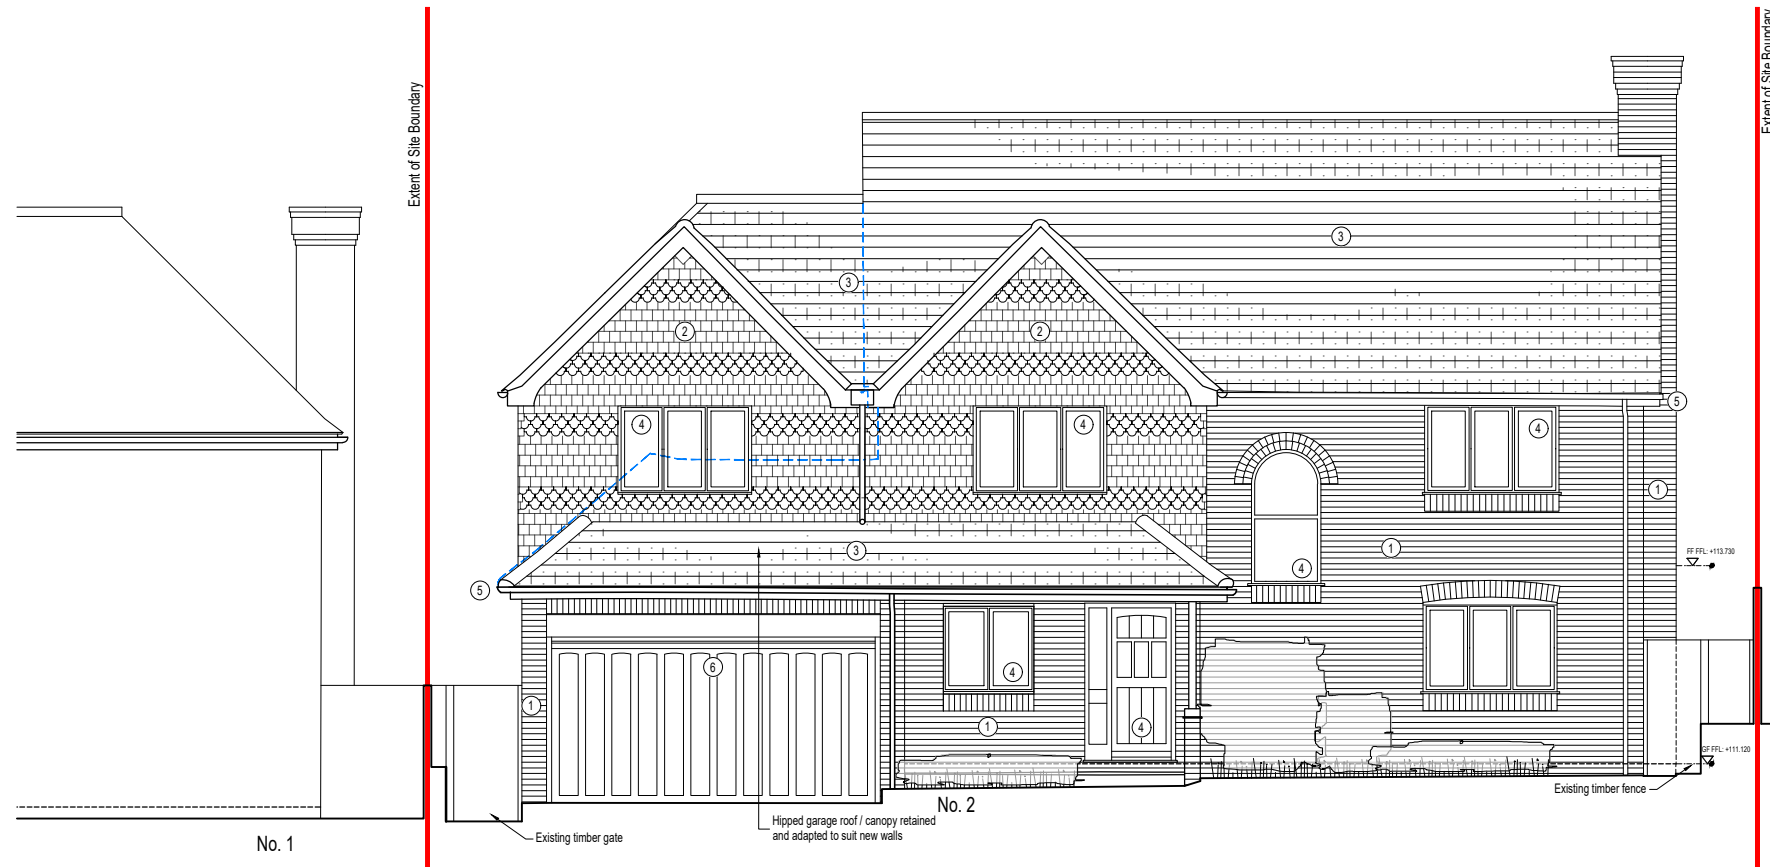 Extent of Site Boundary
Extent of Site Boundary
3
3
2
2
5
4
4
4
1
1
3
4
FF FFL: +113.730
5
6
4
1
1
4
GF FFL: +111.120
Existing timber fence
No. 2
Hipped garage roof / canopy retained
and adapted to suit new walls
Existing timber gate
No. 1